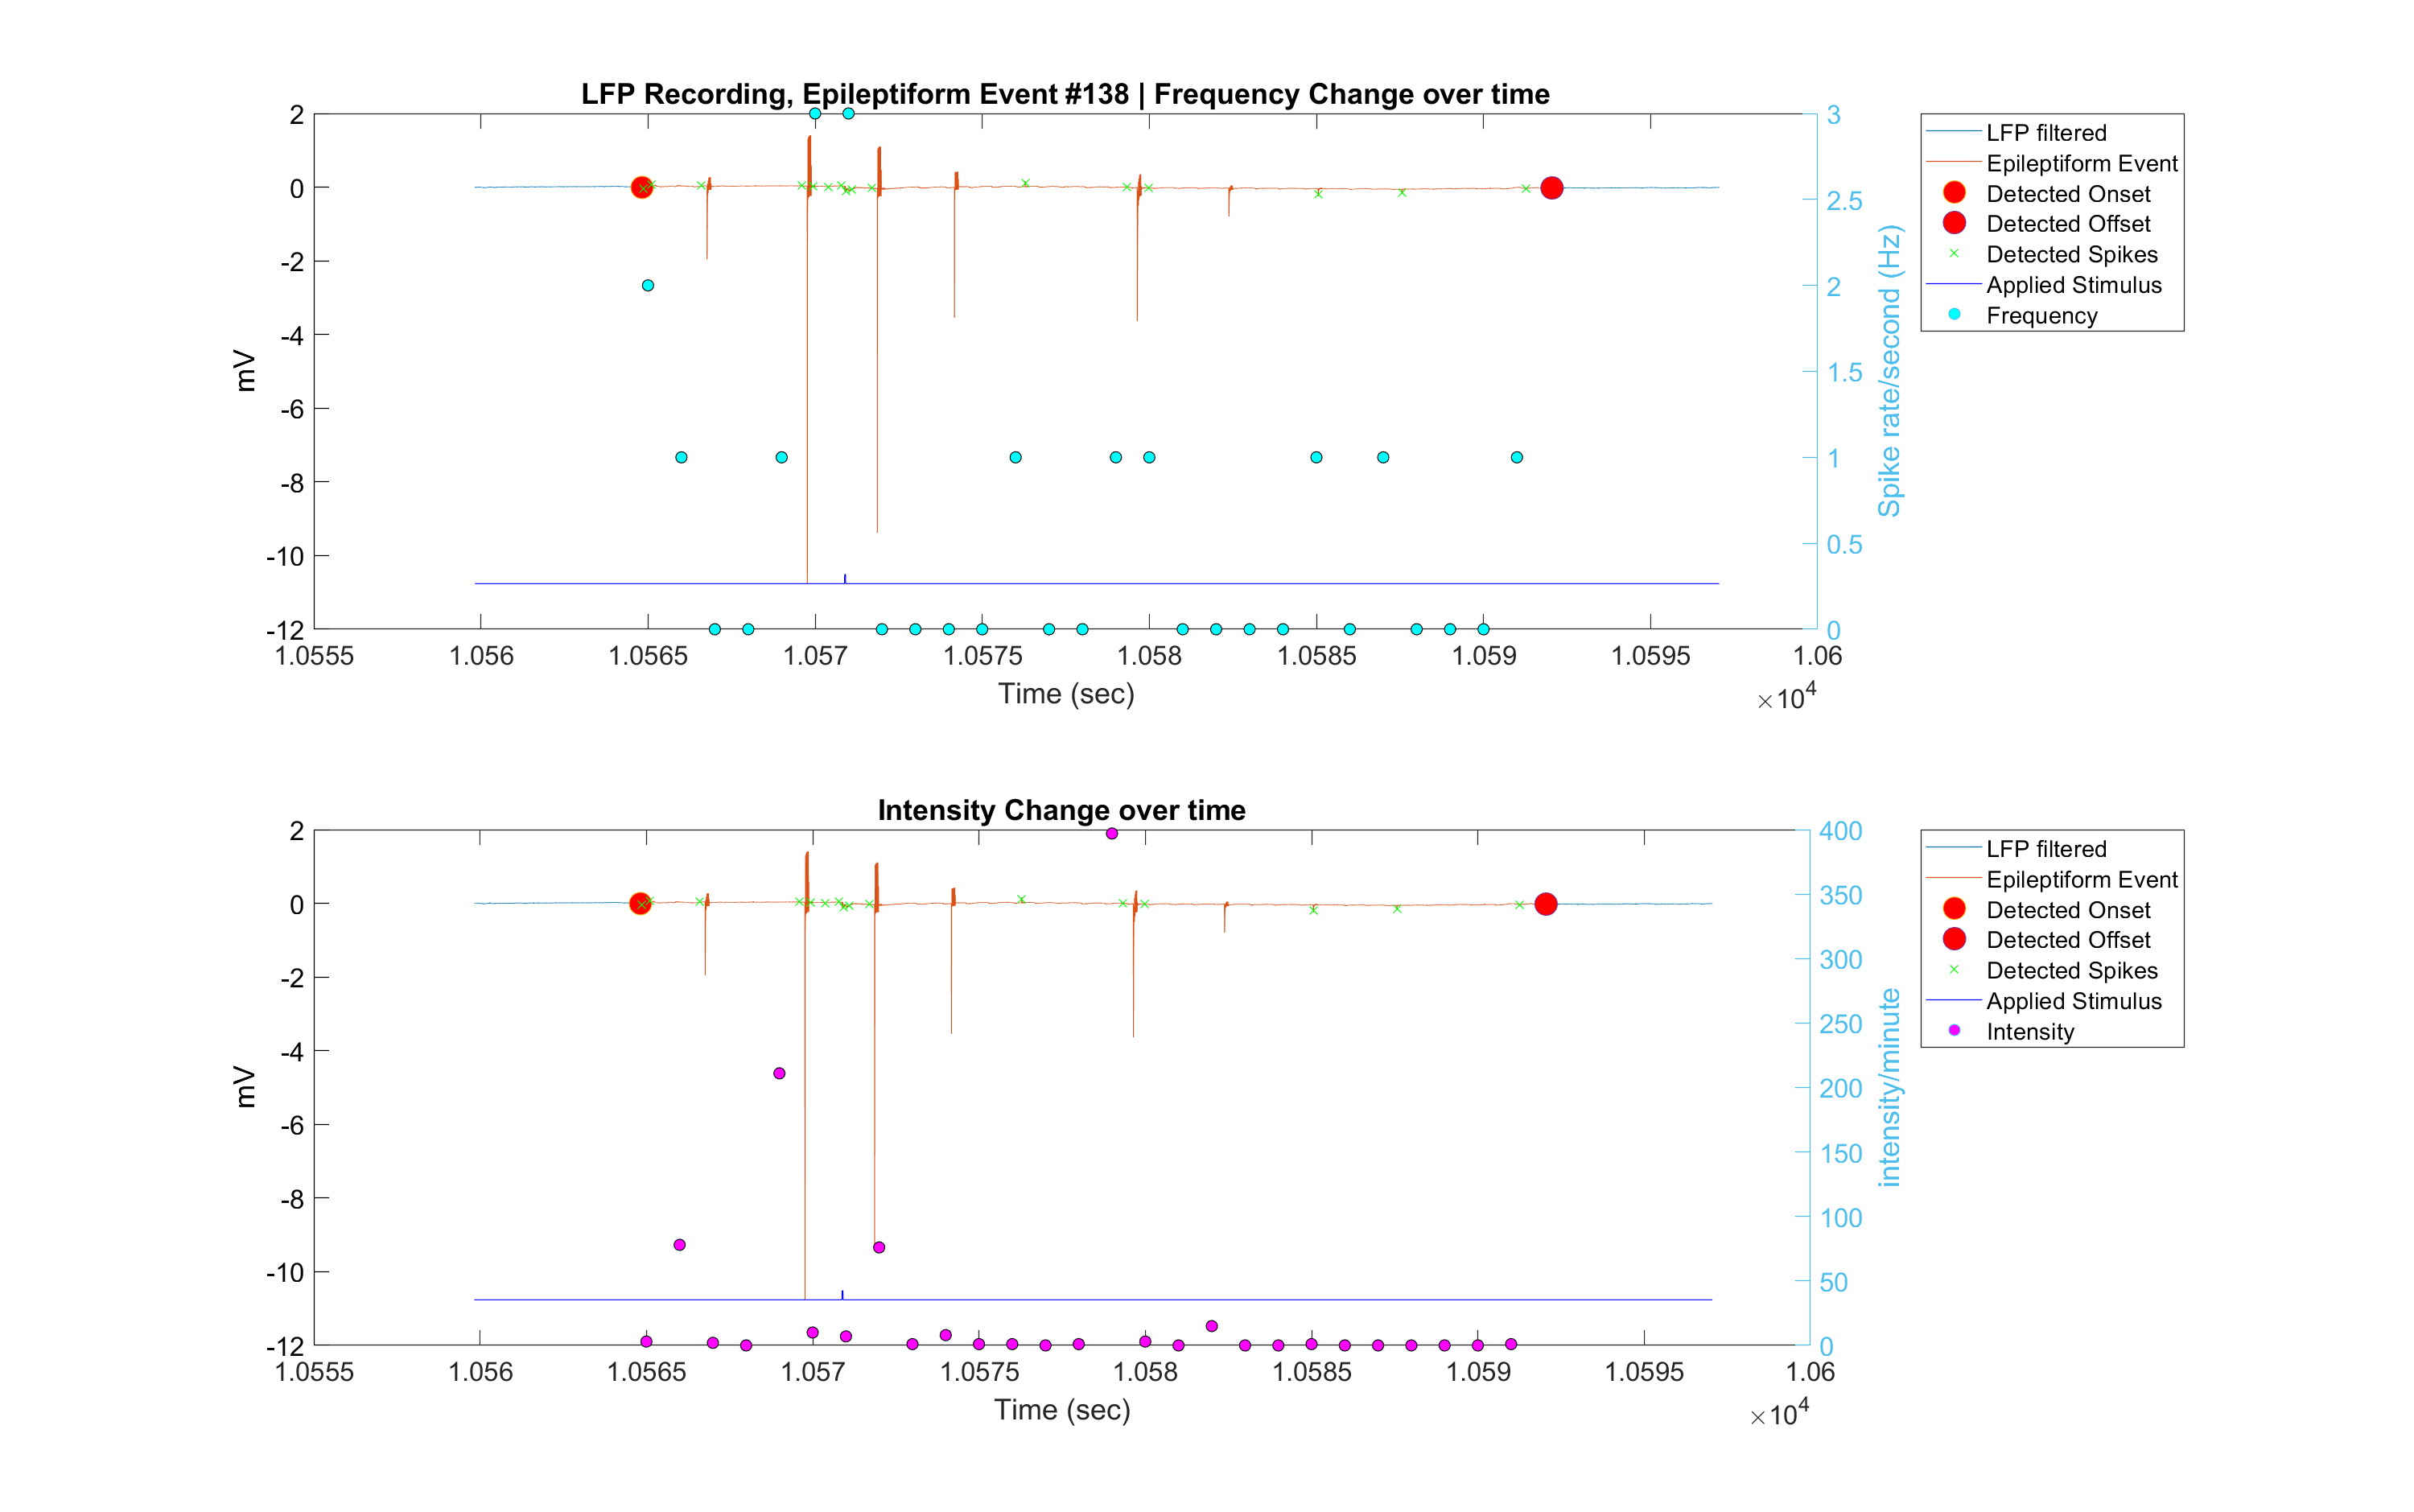 LFP Recording, Epileptiform Event #138 | Frequency Change over time
2
0
-2
-4
-6
-8
-10
-12
mV
1.0555 1.056 1.0565 1.057 1.0575 1.058 1.0585 1.059 1.0595 1.06
Time (sec)
×10^4
3
2.5
2
1.5
1
0.5
0
Spike rate/second (Hz)
LFP filtered
Epileptiform Event
Detected Onset
Detected Offset
Detected Spikes
Applied Stimulus
Frequency
Intensity Change over time
2
0
-2
-4
-6
-8
-10
-12
mV
1.0555 1.056 1.0565 1.057 1.0575 1.058 1.0585 1.059 1.0595 1.06
Time (sec)
×10^4
400
350
300
250
200
150
100
50
0
intensity/minute
LFP filtered
Epileptiform Event
Detected Onset
Detected Offset
Detected Spikes
Applied Stimulus
Intensity